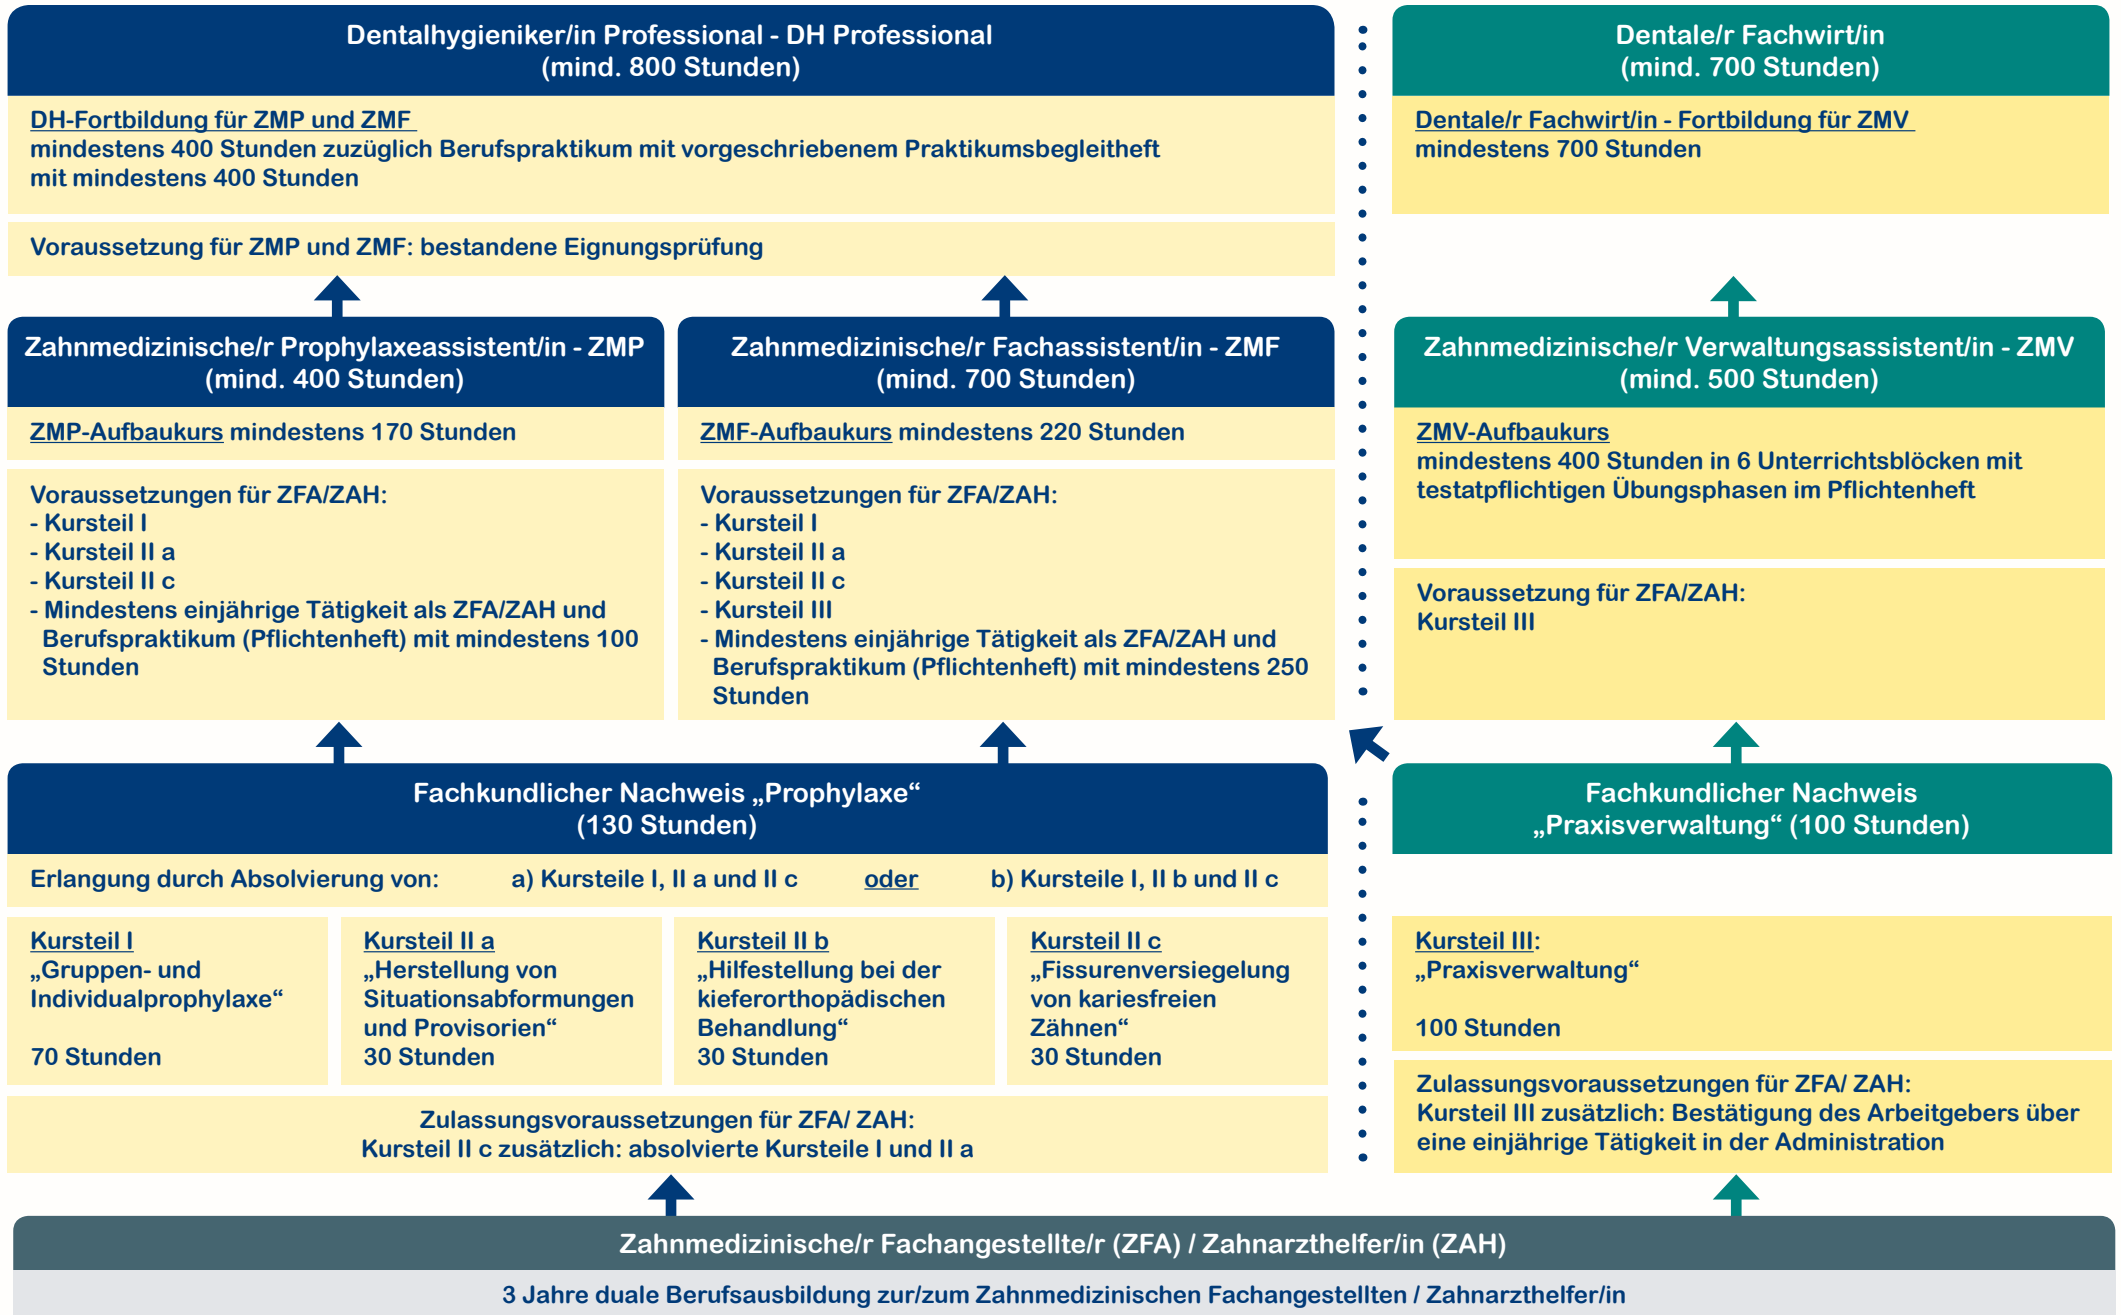 Dentalhygieniker/in Professional - DH Professional
(mind. 800 Stunden)
DH-Fortbildung für ZMP und ZMF
mindestens 400 Stunden zuzüglich Berufspraktikum mit vorgeschriebenem Praktikumsbegleitheft
mit mindestens 400 Stunden
Voraussetzung für ZMP und ZMF: bestandene Eignungsprüfung
Dentale/r Fachwirt/in
(mind. 700 Stunden)
Dentale/r Fachwirt/in - Fortbildung für ZMV
mindestens 700 Stunden
Zahnmedizinische/r Prophylaxeassistent/in - ZMP
(mind. 400 Stunden)
ZMP-Aufbaukurs mindestens 170 Stunden
Voraussetzungen für ZFA/ZAH:
- Kursteil I
- Kursteil II a
- Kursteil II c
- Mindestens einjährige Tätigkeit als ZFA/ZAH und
Berufspraktikum (Pflichtenheft) mit mindestens 100
Stunden
Zahnmedizinische/r Fachassistent/in - ZMF
(mind. 700 Stunden)
ZMF-Aufbaukurs mindestens 220 Stunden
Voraussetzungen für ZFA/ZAH:
- Kursteil I
- Kursteil II a
- Kursteil II c
- Kursteil III
- Mindestens einjährige Tätigkeit als ZFA/ZAH und
Berufspraktikum (Pflichtenheft) mit mindestens 250
Stunden
Zahnmedizinische/r Verwaltungsassistent/in - ZMV
(mind. 500 Stunden)
ZMV-Aufbaukurs
mindestens 400 Stunden in 6 Unterrichtsblöcken mit
testatpflichtigen Übungsphasen im Pflichtenheft
Voraussetzung für ZFA/ZAH:
Kursteil III
Fachkundlicher Nachweis „Prophylaxe“
(130 Stunden)
Erlangung durch Absolvierung von: a) Kursteile I, II a und II c oder b) Kursteile I, II b und II c
Kursteil I
„Gruppen- und
Individualprophylaxe“
70 Stunden
Kursteil II a
„Herstellung von
Situationsabformungen
und Provisorien“
30 Stunden
Kursteil II b
„Hilfestellung bei der
kieferorthopädischen
Behandlung“
30 Stunden
Kursteil II c
„Fissurenversiegelung
von kariesfreien
Zähnen“
30 Stunden
Zulassungsvoraussetzungen für ZFA/ ZAH:
Kursteil II c zusätzlich: absolvierte Kursteile I und II a
Fachkundlicher Nachweis
„Praxisverwaltung“ (100 Stunden)
Kursteil III:
„Praxisverwaltung“
100 Stunden
Zulassungsvoraussetzungen für ZFA/ ZAH:
Kursteil III zusätzlich: Bestätigung des Arbeitgebers über
eine einjährige Tätigkeit in der Administration
Zahnmedizinische/r Fachangestellte/r (ZFA) / Zahnarzthelfer/in (ZAH)
3 Jahre duale Berufsausbildung zur/zum Zahnmedizinischen Fachangestellten / Zahnarzthelfer/in